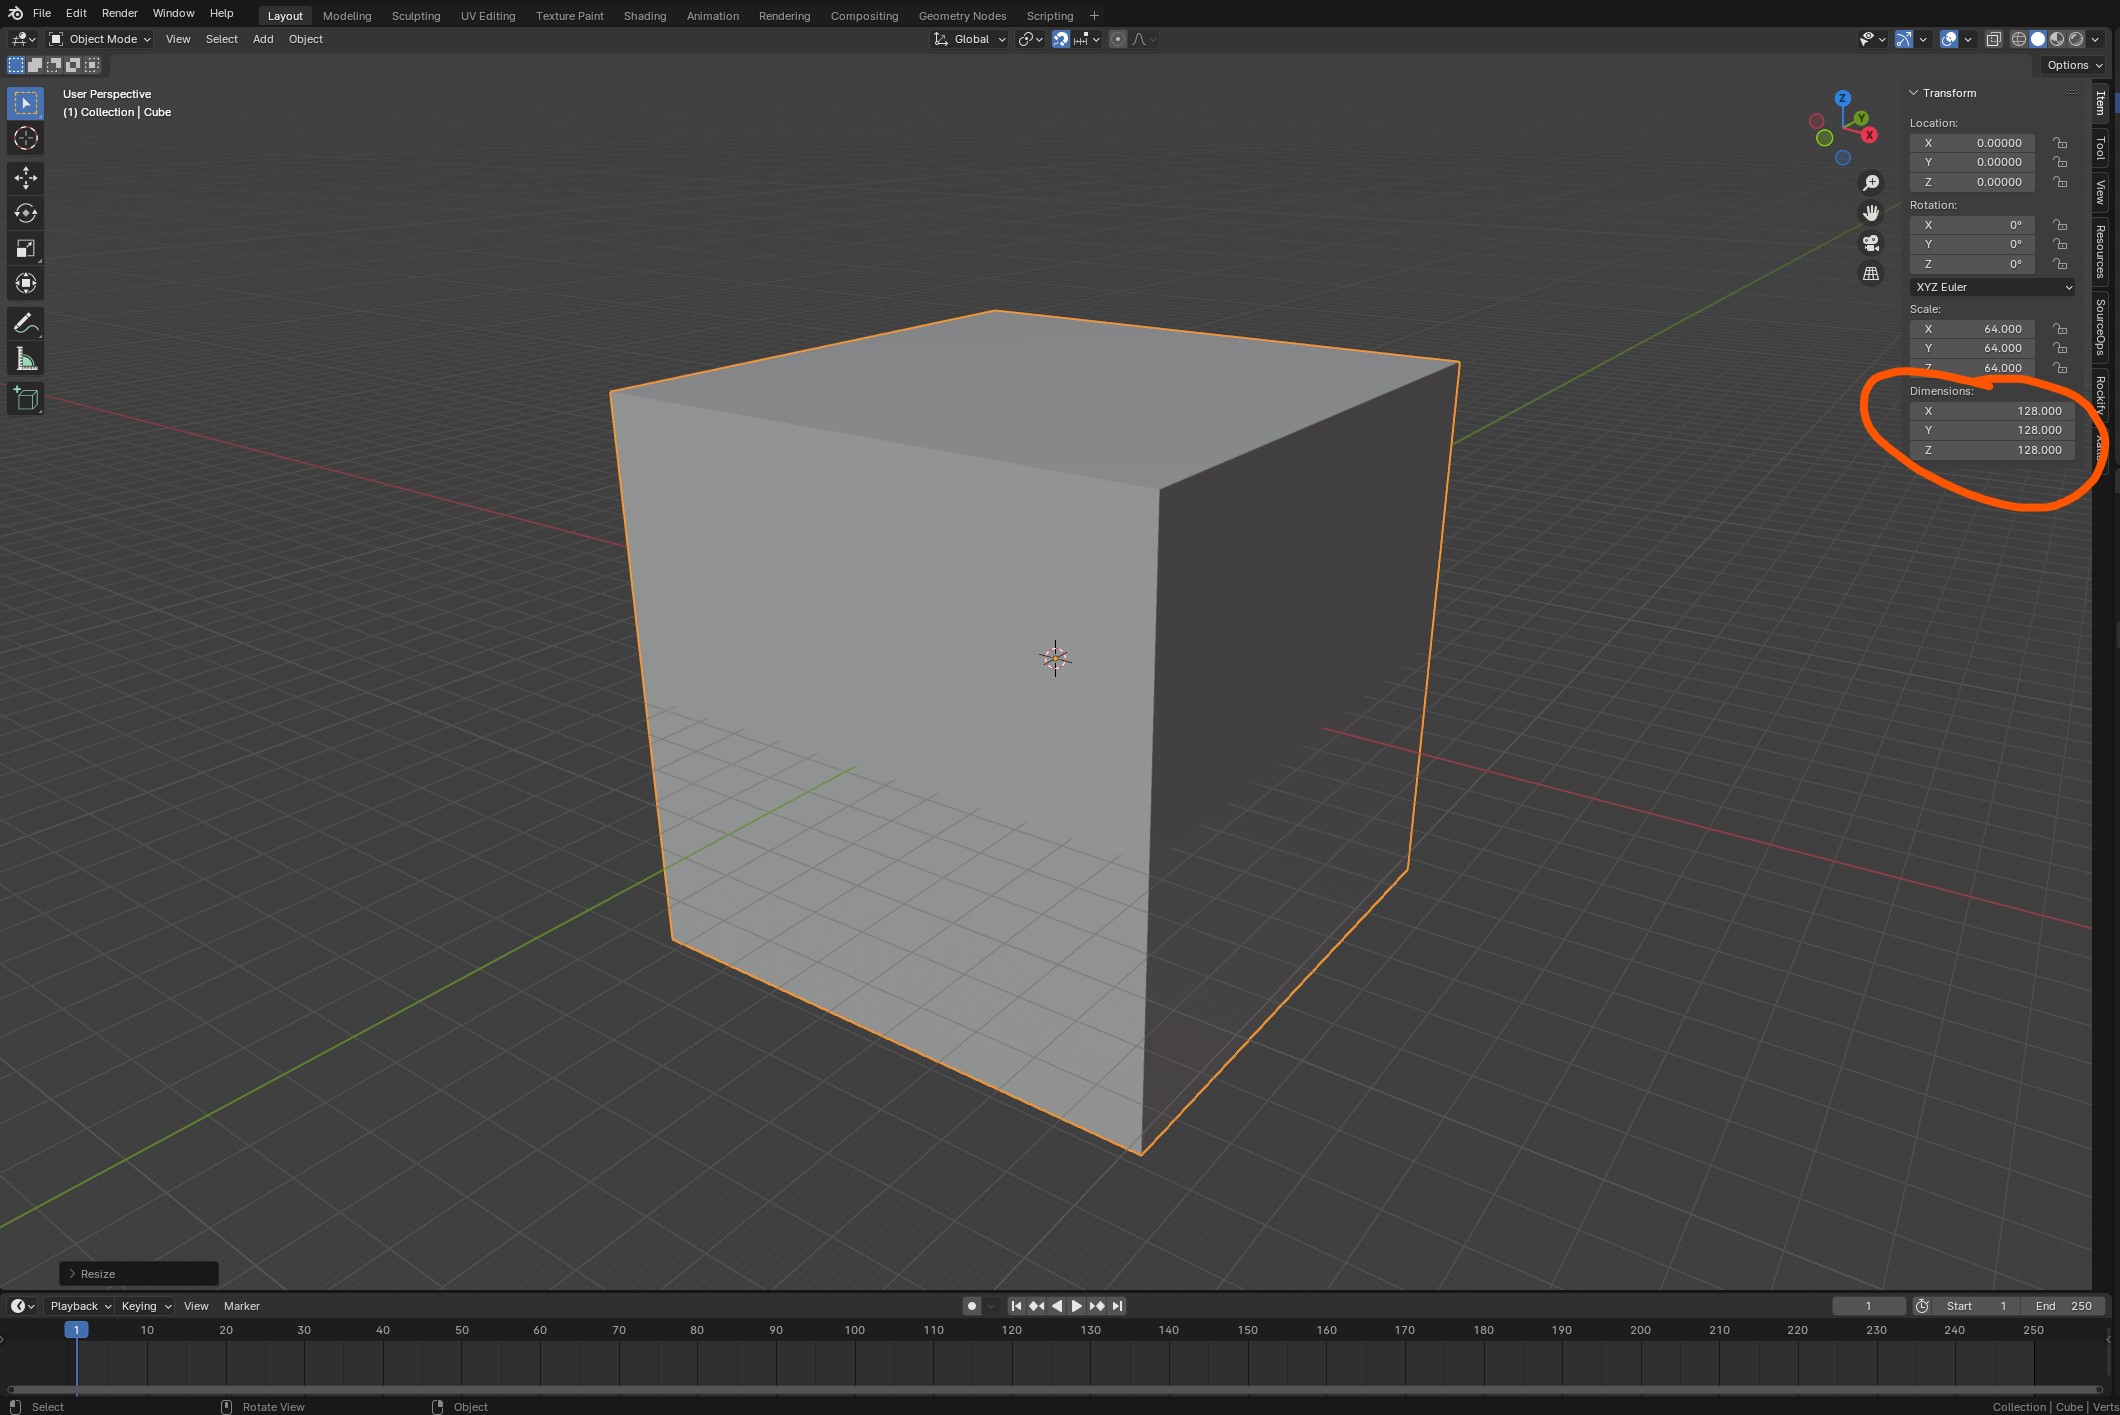 File Edit Render Window Help Layout Modeling Sculpting UV Editing Texture Paint Shading Animation Rendering Compositing Geometry Nodes Scripting +
Object Mode View Select Add Object Global
Options
User Perspective
(1) Collection | Cube
Z
Y
X
Transform
Location:
X 0.00000
Y 0.00000
Z 0.00000
Rotation:
X 0°
Y 0°
Z 0°
XYZ Euler
Scale:
X 64.000
Y 64.000
Z 64.000
Dimensions:
X 128.000
Y 128.000
Z 128.000
Item
Tool
View
Resources
SourceOps
Rockify
Resize
Playback Keying View Marker 1 Start 1 End 250
1 10 20 30 40 50 60 70 80 90 100 110 120 130 140 150 160 170 180 190 200 210 220 230 240 250
Select Rotate View Object Collection | Cube | Verts